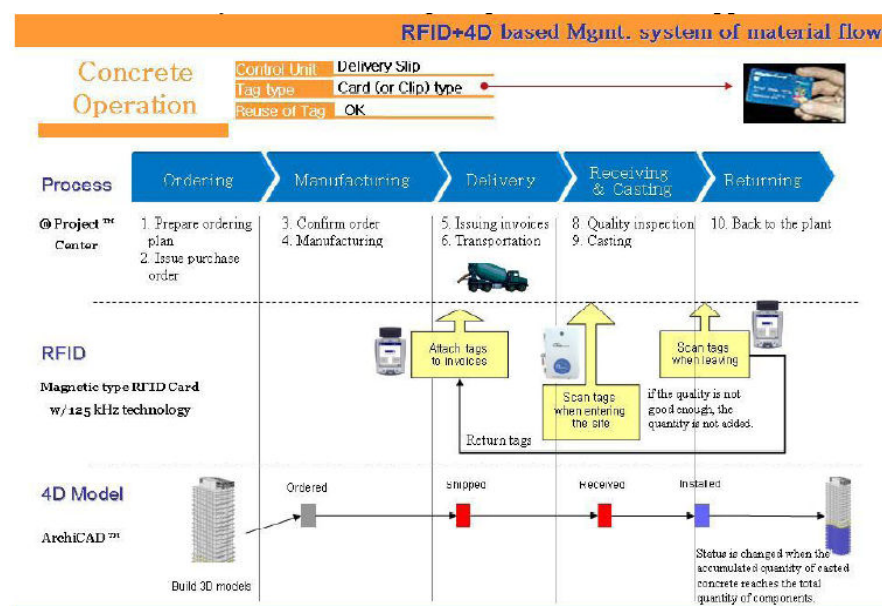 RFID+4D based Mgmt. system of material flow
Concrete
Operation
Control Unit Delivery Slip
Tag type Card (or Clip) type
Reuse of Tag OK
Process
Ordering
Manufacturing
Delivery
Receiving
& Casting
Returning
@ Project ™
Center
1. Prepare ordering
plan
2. Issue purchase
order
3. Confirm order
4. Manufacturing
5. Issuing invoices
6. Transportation
8. Quality inspection
9. Casting
10. Back to the plant
RFID
Magnetic type RFID Card
w/125 kHz technology
Attach tags
to invoices
Scan tags
when entering
the site
Scan tags
when leaving
if the quality is not
good enough, the
quantity is not added.
Return tags
4D Model
ArchiCAD ™
Ordered
Shipped
Received
Installed
Build 3D models
Status is changed when the
accumulated quantity of casted
concrete reaches the total
quantity of components.